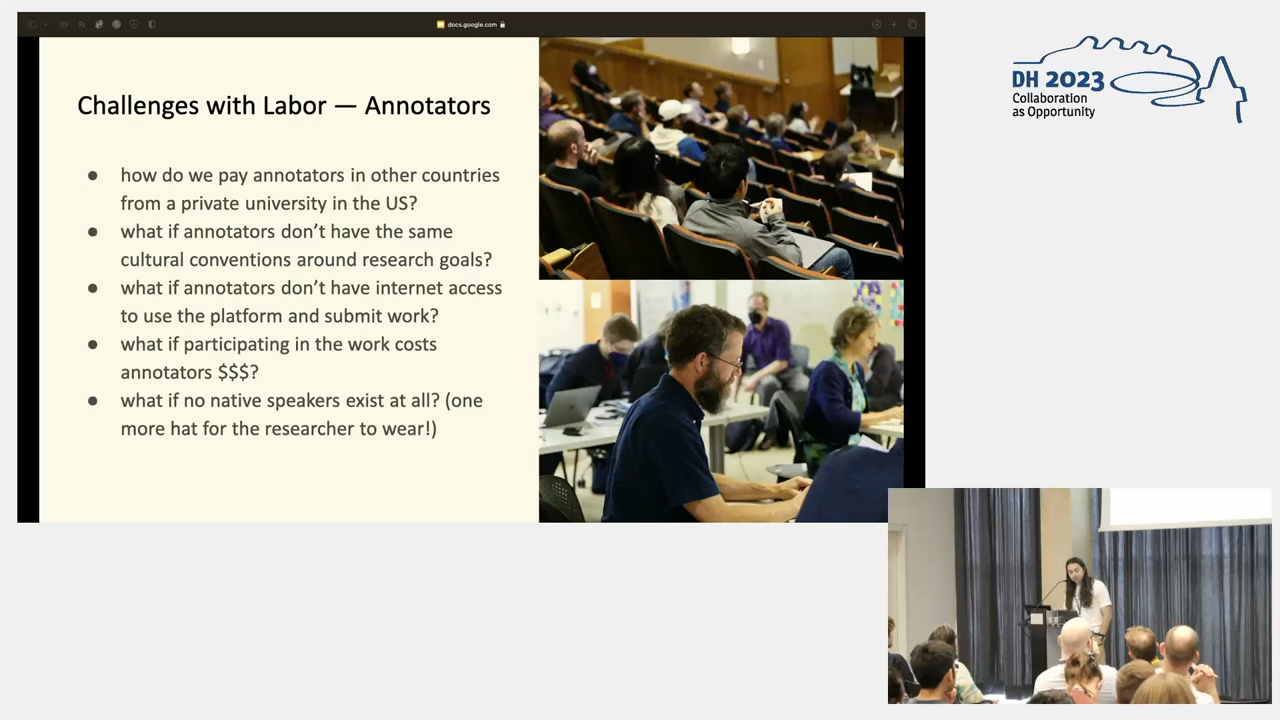 docs.google.com
Challenges with Labor — Annotators
● how do we pay annotators in other countries
from a private university in the US?
● what if annotators don’t have the same
cultural conventions around research goals?
● what if annotators don’t have internet access
to use the platform and submit work?
● what if participating in the work costs
annotators $$$?
● what if no native speakers exist at all? (one
more hat for the researcher to wear!)
DH 2023
Collaboration
as Opportunity